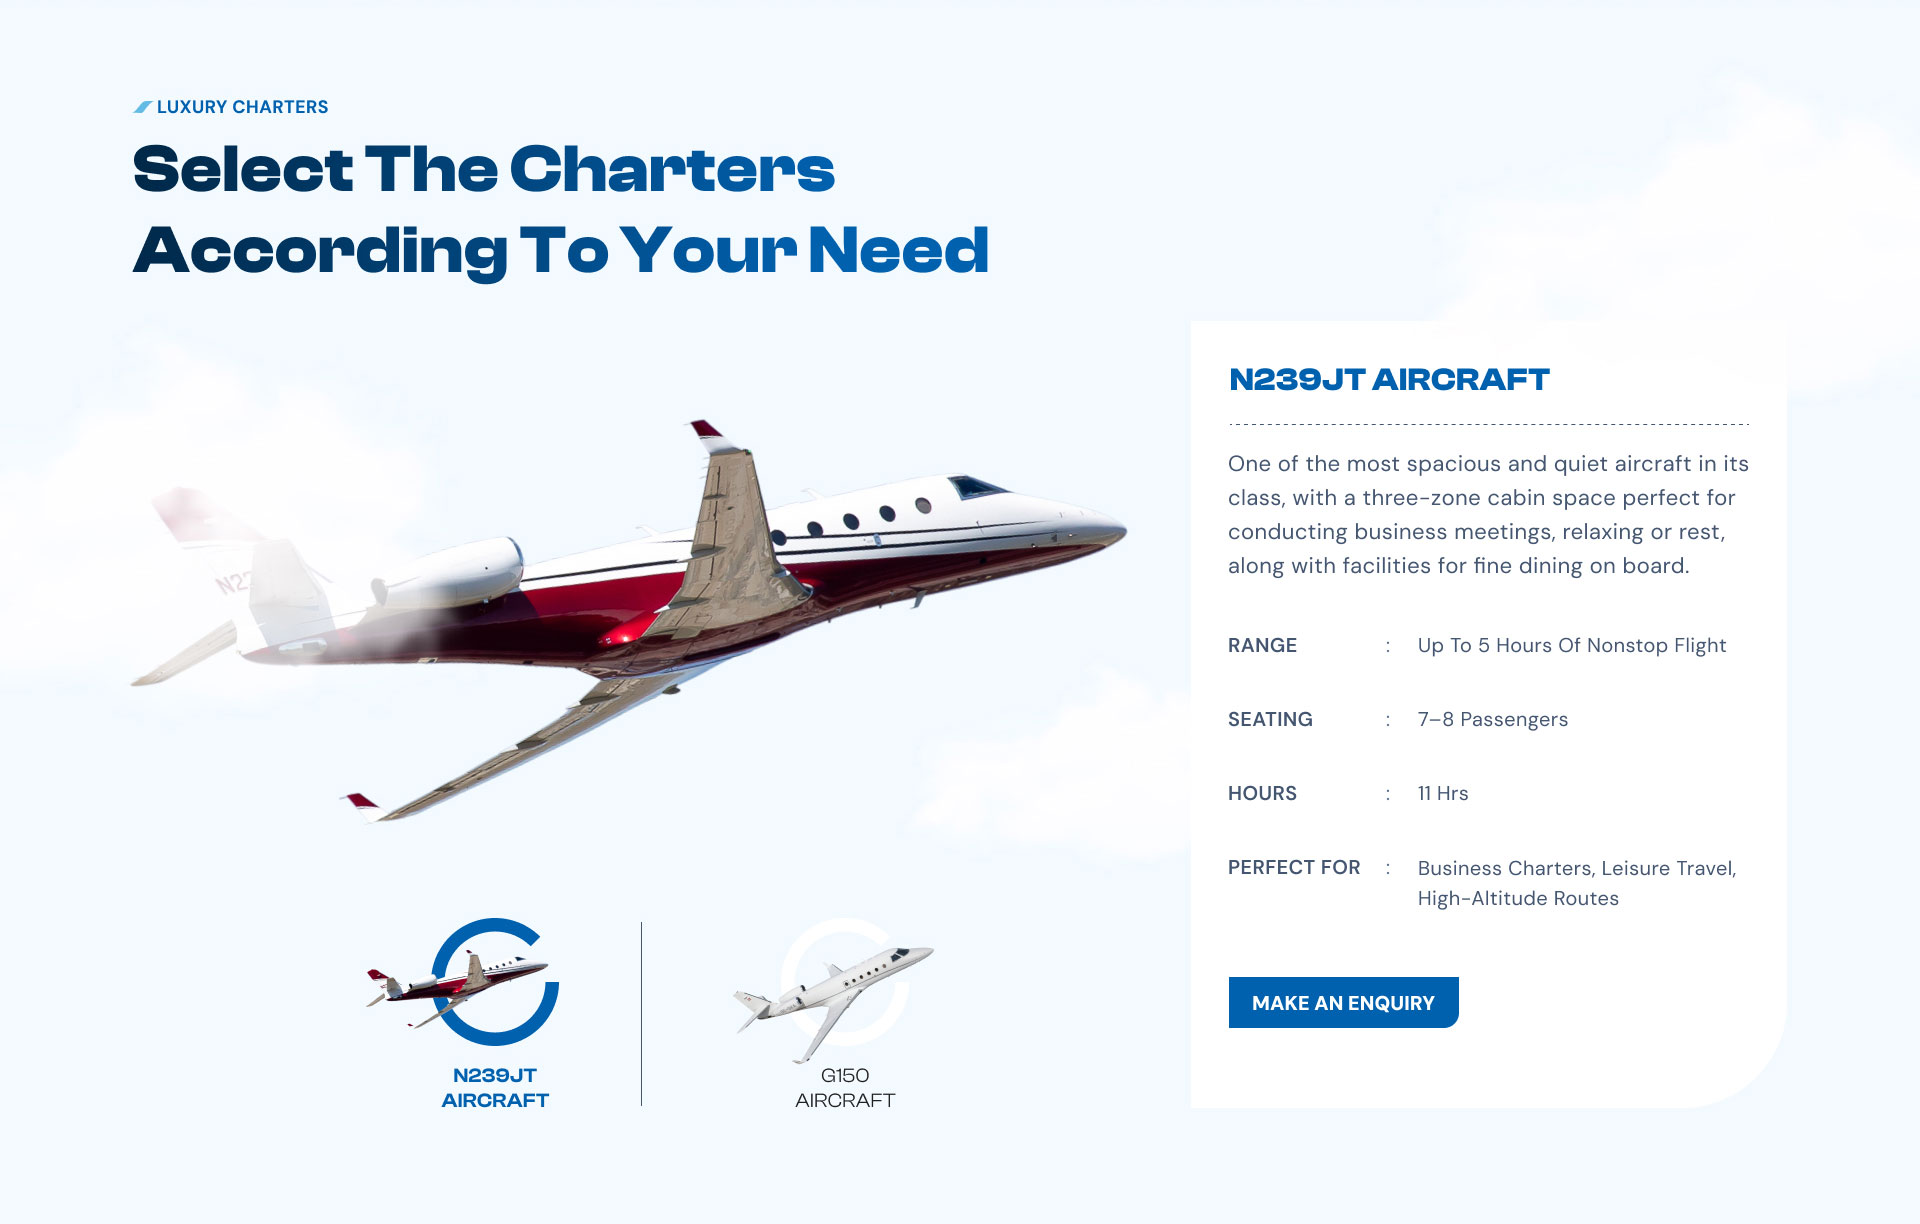 LUXURY CHARTERS
Select The Charters
According To Your Need
N239JT AIRCRAFT
One of the most spacious and quiet aircraft in its
class, with a three-zone cabin space perfect for
conducting business meetings, relaxing or rest,
along with facilities for fine dining on board.
RANGE : Up To 5 Hours Of Nonstop Flight
SEATING : 7–8 Passengers
HOURS : 11 Hrs
PERFECT FOR : Business Charters, Leisure Travel,
High-Altitude Routes
MAKE AN ENQUIRY
N239JT
AIRCRAFT
G150
AIRCRAFT